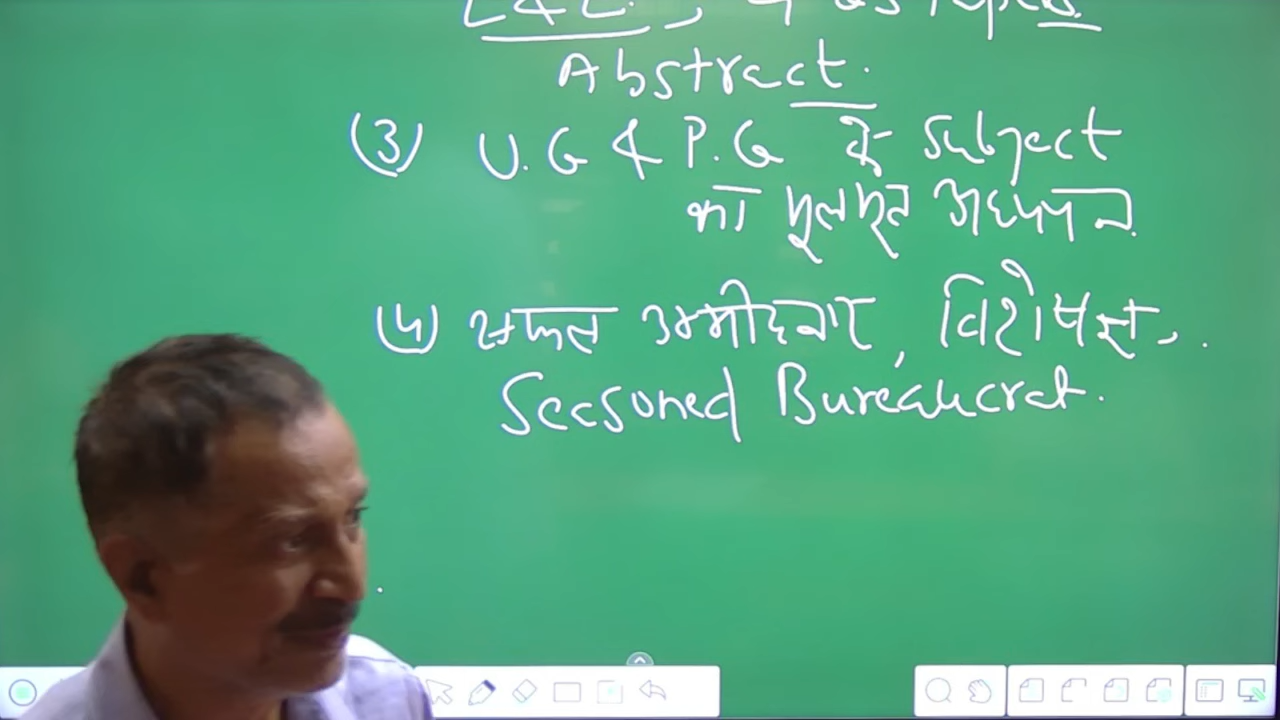 Abstract.
(3) U.G & P.G के Subject
का मूलभूत अध्ययन
(4) सफल उम्मीदवार, विशेषज्ञ,
Seasoned Bureaucrat.